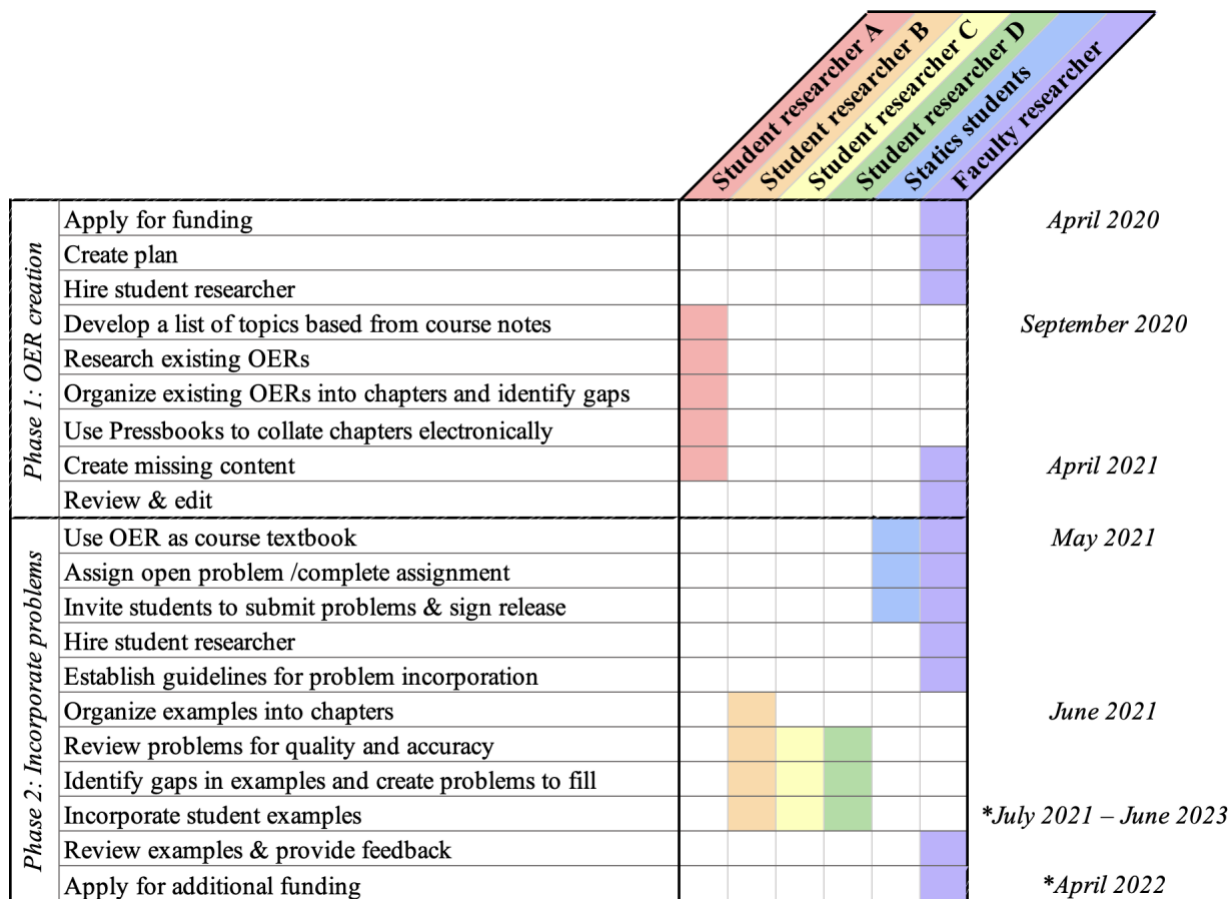 Student researcher A
Student researcher B
Student researcher C
Student researcher D
Statics students
Faculty researcher
Phase 1: OER creation
Apply for funding
April 2020
Create plan
Hire student researcher
Develop a list of topics based from course notes
September 2020
Research existing OERs
Organize existing OERs into chapters and identify gaps
Use Pressbooks to collate chapters electronically
Create missing content
April 2021
Review & edit
Phase 2: Incorporate problems
Use OER as course textbook
May 2021
Assign open problem /complete assignment
Invite students to submit problems & sign release
Hire student researcher
Establish guidelines for problem incorporation
Organize examples into chapters
June 2021
Review problems for quality and accuracy
Identify gaps in examples and create problems to fill
Incorporate student examples
*July 2021 – June 2023
Review examples & provide feedback
Apply for additional funding
*April 2022